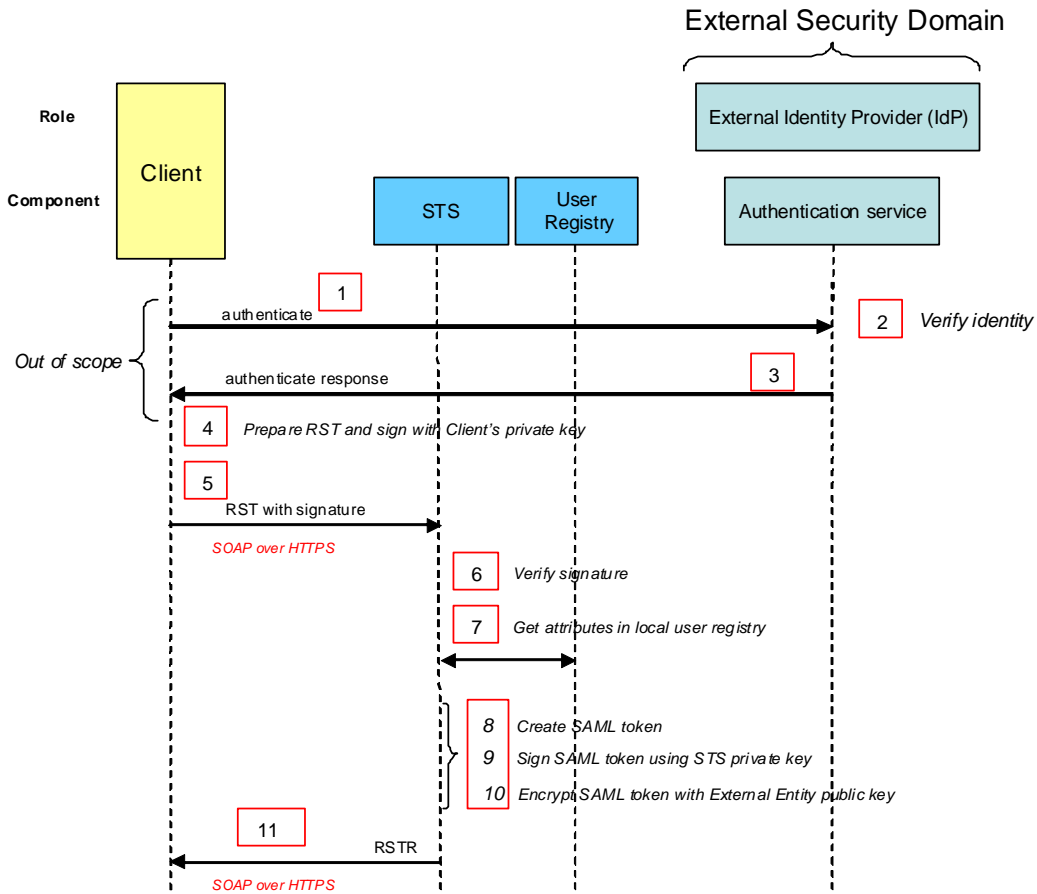 External Security Domain
Role
External Identity Provider (IdP)
Client
Component
STS
User
Registry
Authentication service
1
authenticate
2
Verify identity
Out of scope
authenticate response
3
4
Prepare RST and sign with Client's private key
5
RST with signature
SOAP over HTTPS
6
Verify signature
7
Get attributes in local user registry
8
Create SAML token
9
Sign SAML token using STS private key
10
Encrypt SAML token with External Entity public key
11
RSTR
SOAP over HTTPS